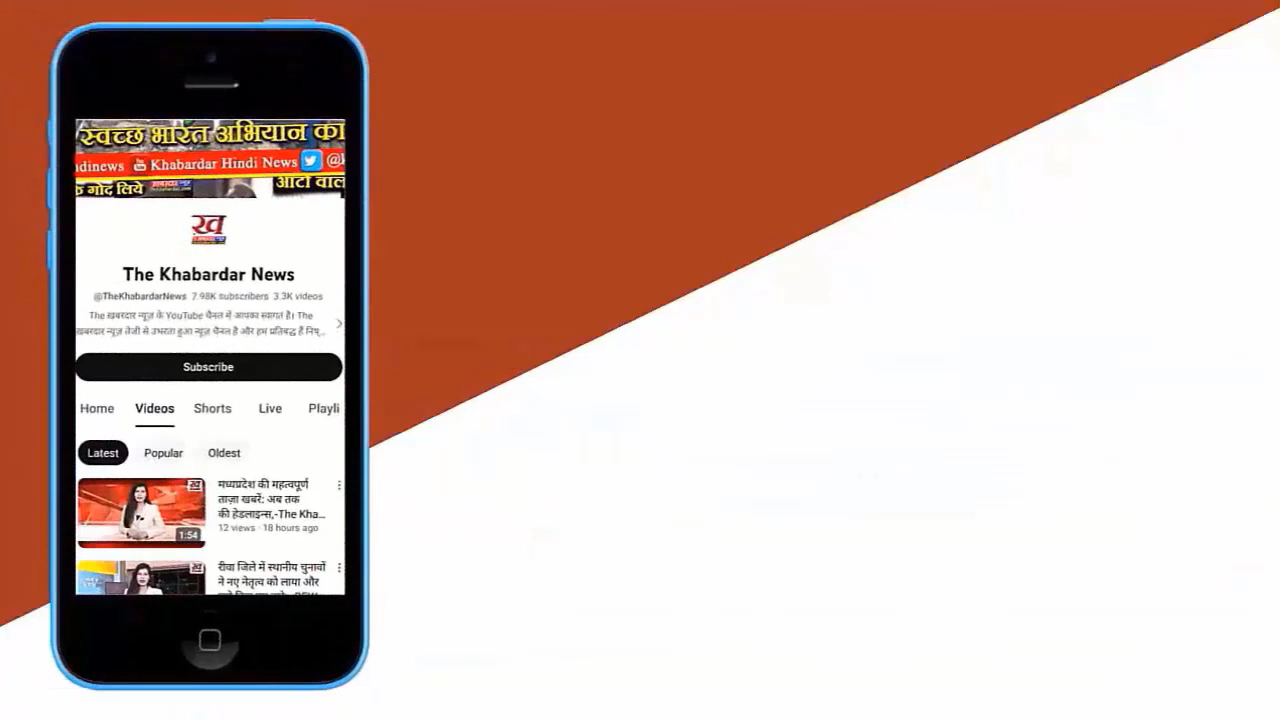 स्वच्छ भारत अभियान का
dinews Khabardar Hindi News
गोद लिये
आटा वाल
ख
The Khabardar News
@TheKhabardarNews 7.98K subscribers 3.3K videos
The खबरदार न्यूज़ के YouTube चैनल में आपका स्वागत है। The
खबरदार न्यूज़ तेजी से उभरता हुआ न्यूज़ चैनल है और हम प्रतिबद्ध हैं
Subscribe
Home Videos Shorts Live Playli
Latest Popular Oldest
मध्यप्रदेश की महत्वपूर्ण
ताज़ा खबरें: अब तक
की हेडलाइन्स,-The Kha...
12 views · 18 hours ago
1:54
रीवा जिले में स्थानीय चुनावों
ने नए नेतृत्व को लाया और